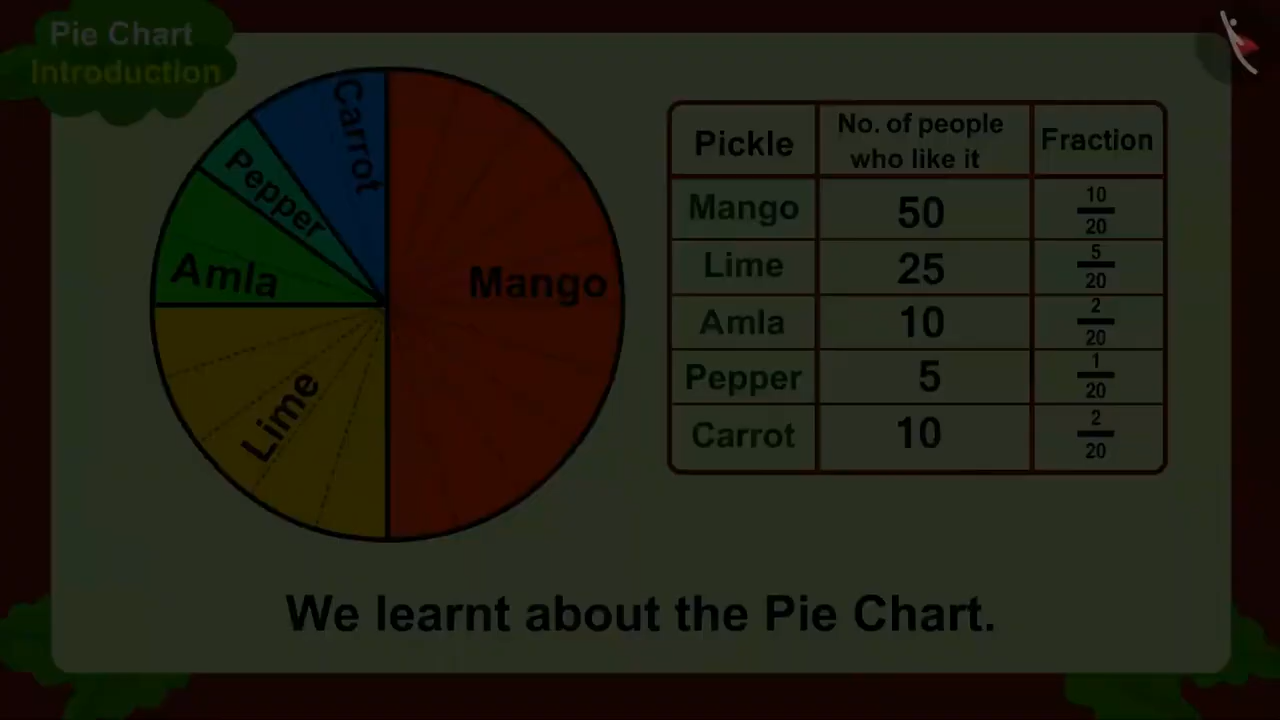 Pie Chart
Introduction
Carrot
Pepper
Amla
Mango
Lime
Pickle
No. of people
who like it
Fraction
Mango
50
10
20
Lime
25
5
20
Amla
10
2
20
Pepper
5
1
20
Carrot
10
2
20
We learnt about the Pie Chart.